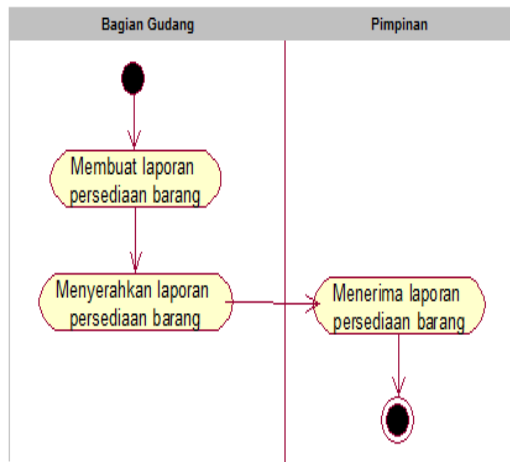 Bagian Gudang
Pimpinan
Membuat laporan
persediaan barang
Menyerahkan laporan
persediaan barang
Menerima laporan
persediaan barang